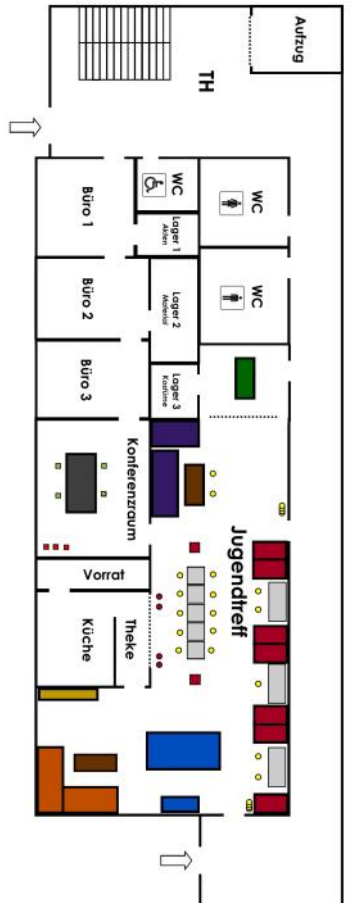 Aufzug
TH
WC
WC
WC
Büro 1
Lager 1
Akten
Büro 2
Lager 2
Material
Büro 3
Lager 3
Kostüme
Konferenzraum
Jugendtreff
Vorrat
Theke
Küche